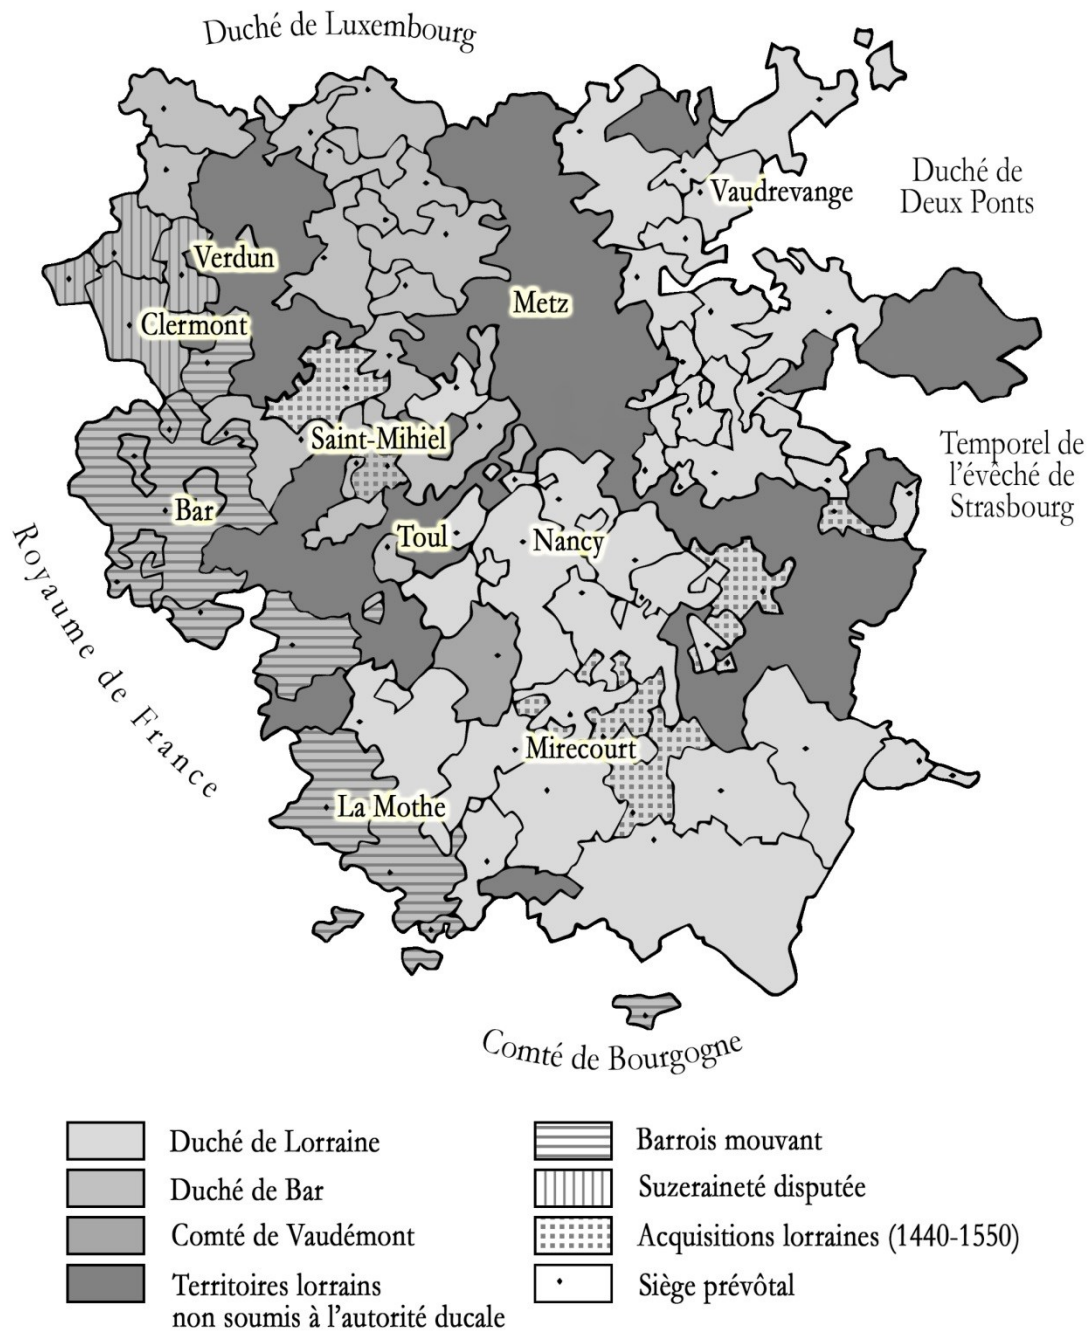 Duché de Luxembourg
Vaudrevange
Duché de
Deux Ponts
Verdun
Metz
Clermont
Saint-Mihiel
Temporel de
l'évêché de
Strasbourg
Bar
Toul
Nancy
Royaume de France
Mirecourt
La Mothe
Comté de Bourgogne
Duché de Lorraine
Duché de Bar
Comté de Vaudémont
Territoires lorrains
non soumis à l'autorité ducale
Barrois mouvant
Suzeraineté disputée
Acquisitions lorraines (1440-1550)
Siège prévôtal